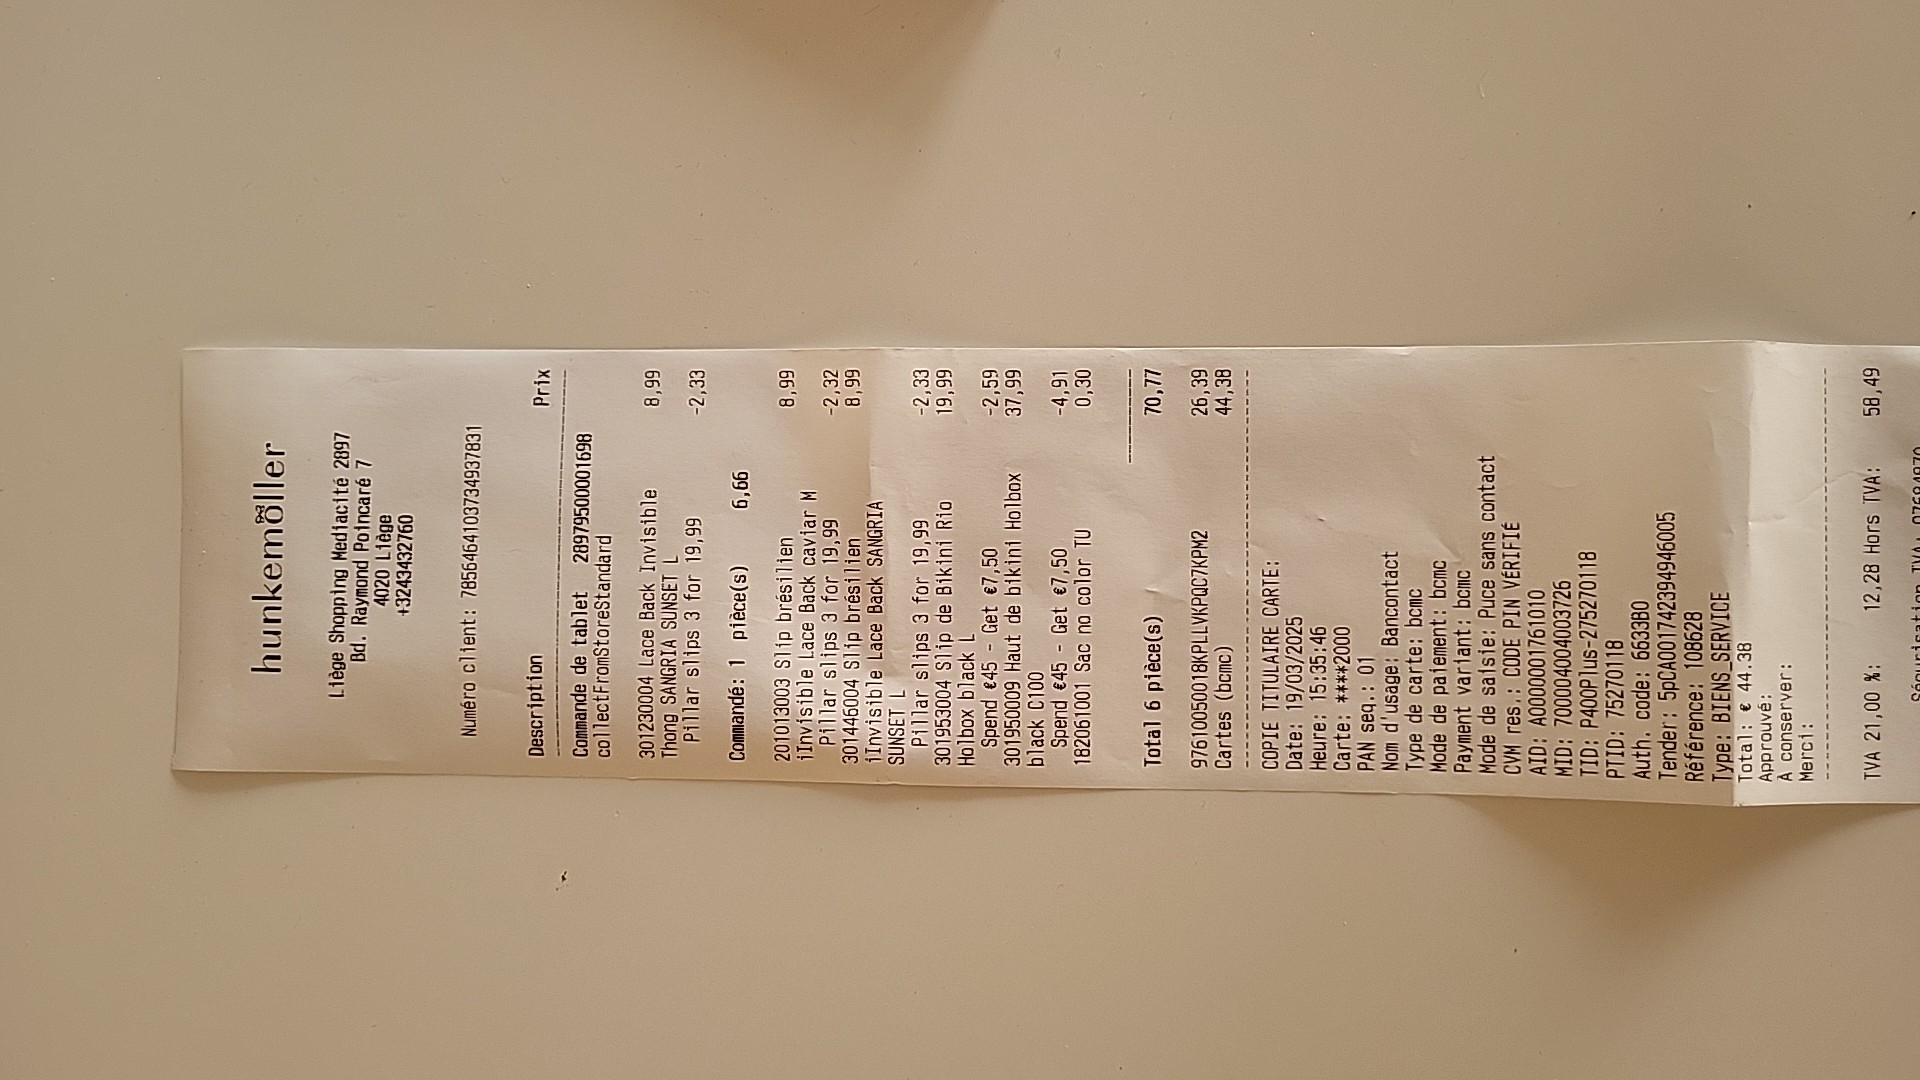 hunkemöller
Liège Shopping Mediacité 2897
Bd. Raymond Poincaré 7
4020 Liège
+3243432760
Numéro client: 7856464103734937831
Description Prix
Commande de tablet 28979500001698
collectFromStoreStandard
301230004 Lace Back Invisible 8,99
Thong SANGRIA SUNSET L
Pillar slips 3 for 19,99 -2,33
Commandé: 1 pièce(s) 6,66
201013003 Slip brésilien 8,99
iInvisible Lace Back caviar M
Pillar slips 3 for 19,99 -2,32
301446004 Slip brésilien 8,99
iInvisible Lace Back SANGRIA
SUNSET L
Pillar slips 3 for 19,99 -2,33
301953004 Slip de Bikini Rio 19,99
Holbox black L
Spend €45 - Get €7,50 -2,59
301950009 Haut de bikini Holbox 37,99
black C100
Spend €45 - Get €7,50 -4,91
182061001 Sac no color TU 0,30
Total 6 pièce(s) 70,77
97610050018KPLLVKPQC7KPM2 26,39
Cartes (bcmc) 44,38
COPIE TITULAIRE CARTE:
Date: 19/03/2025
Heure: 15:35:46
Carte: ****2000
PAN seq.: 01
Nom d'usage: Bancontact
Type de carte: bcmc
Mode de paiement: bcmc
Payment variant: bcmc
Mode de saisie: Puce sans contact
CVM res.: CODE PIN VÉRIFIÉ
AID: A0000001761010
MID: 700004004003726
TID: P400Plus-275270118
PTID: 75270118
Auth. code: 6633B0
Tender: 5pCA001742394946005
Référence: 108628
Type: BIENS_SERVICE
Total: € 44.38
Approuvé:
A conserver:
Merci:
TVA 21,00 %: 12,28 Hors TVA: 58,49